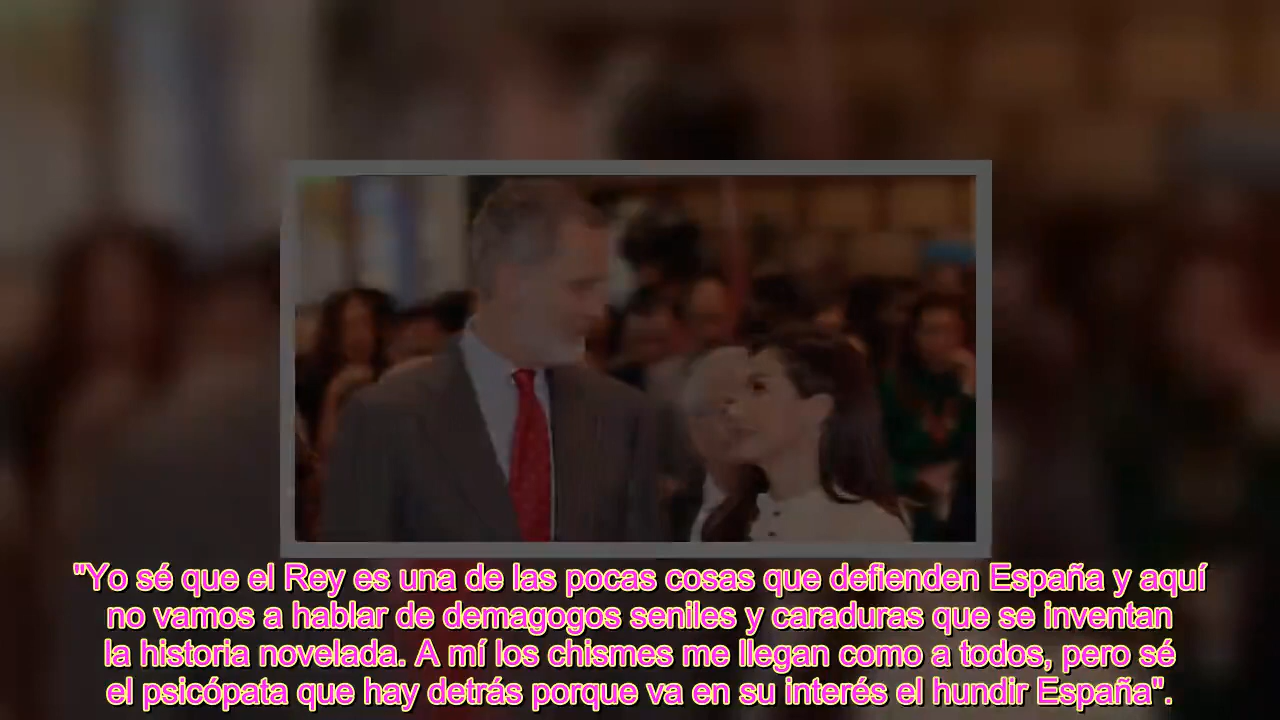 "Yo sé que el Rey es una de las pocas cosas que defienden España y aquí
no vamos a hablar de demagogos seniles y caraduras que se inventan
la historia novelada. A mí los chismes me llegan como a todos, pero sé
el psicópata que hay detrás porque va en su interés el hundir España".